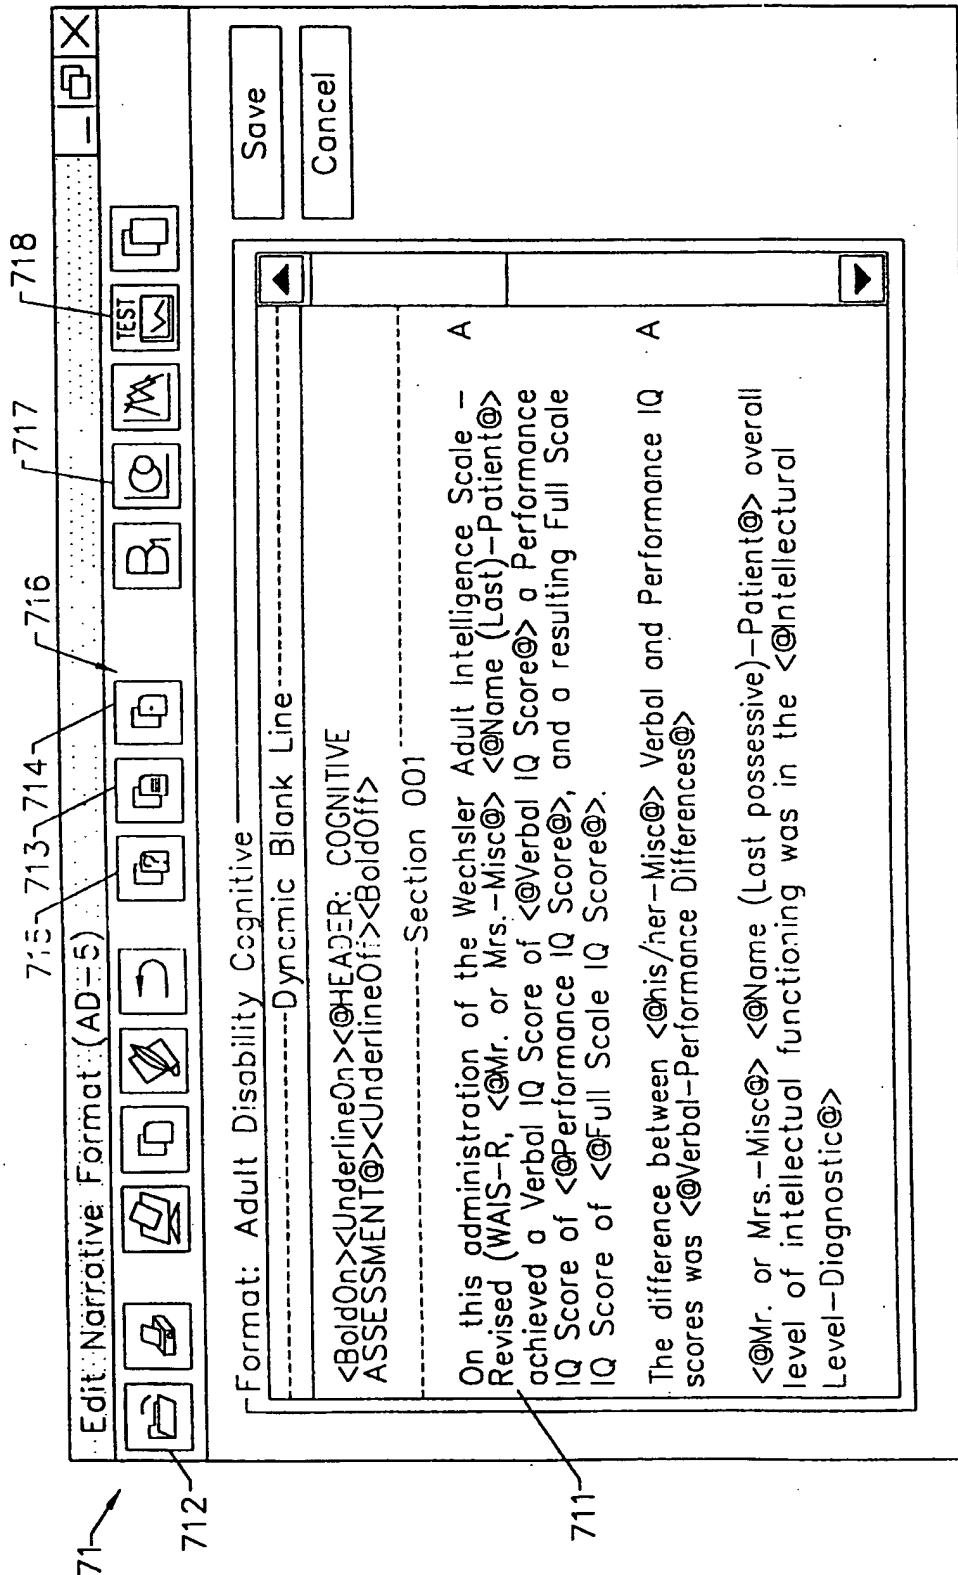 71
Edit Narrative Format (AD-5)
712
715
713
714
716
717
718
B1
TEST
Format: Adult Disability Cognitive
Save
Cancel
Dynamic Blank Line
<BoldOn><UnderlineOn><@HEADER: COGNITIVE
ASSESSMENT@><UnderlineOff><BoldOff>
Section 001
On this administration of the Wechsler Adult Intelligence Scale – A
Revised (WAIS-R, <@Mr. or Mrs.-Misc@> <@Name (Last)-Patient@>
achieved a Verbal IQ Score of <@Verbal IQ Score@> a Performance
IQ Score of <@Performance IQ Score@>, and a resulting Full Scale
IQ Score of <@Full Scale IQ Score@>.
The difference between <@his/her-Misc@> Verbal and Performance IQ A
scores was <@Verbal-Performance Differences@>
<@Mr. or Mrs.-Misc@> <@Name (Last possessive)-Patient@> overall
level of intellectual functioning was in the <@Intellectural
Level-Diagnostic@>
711